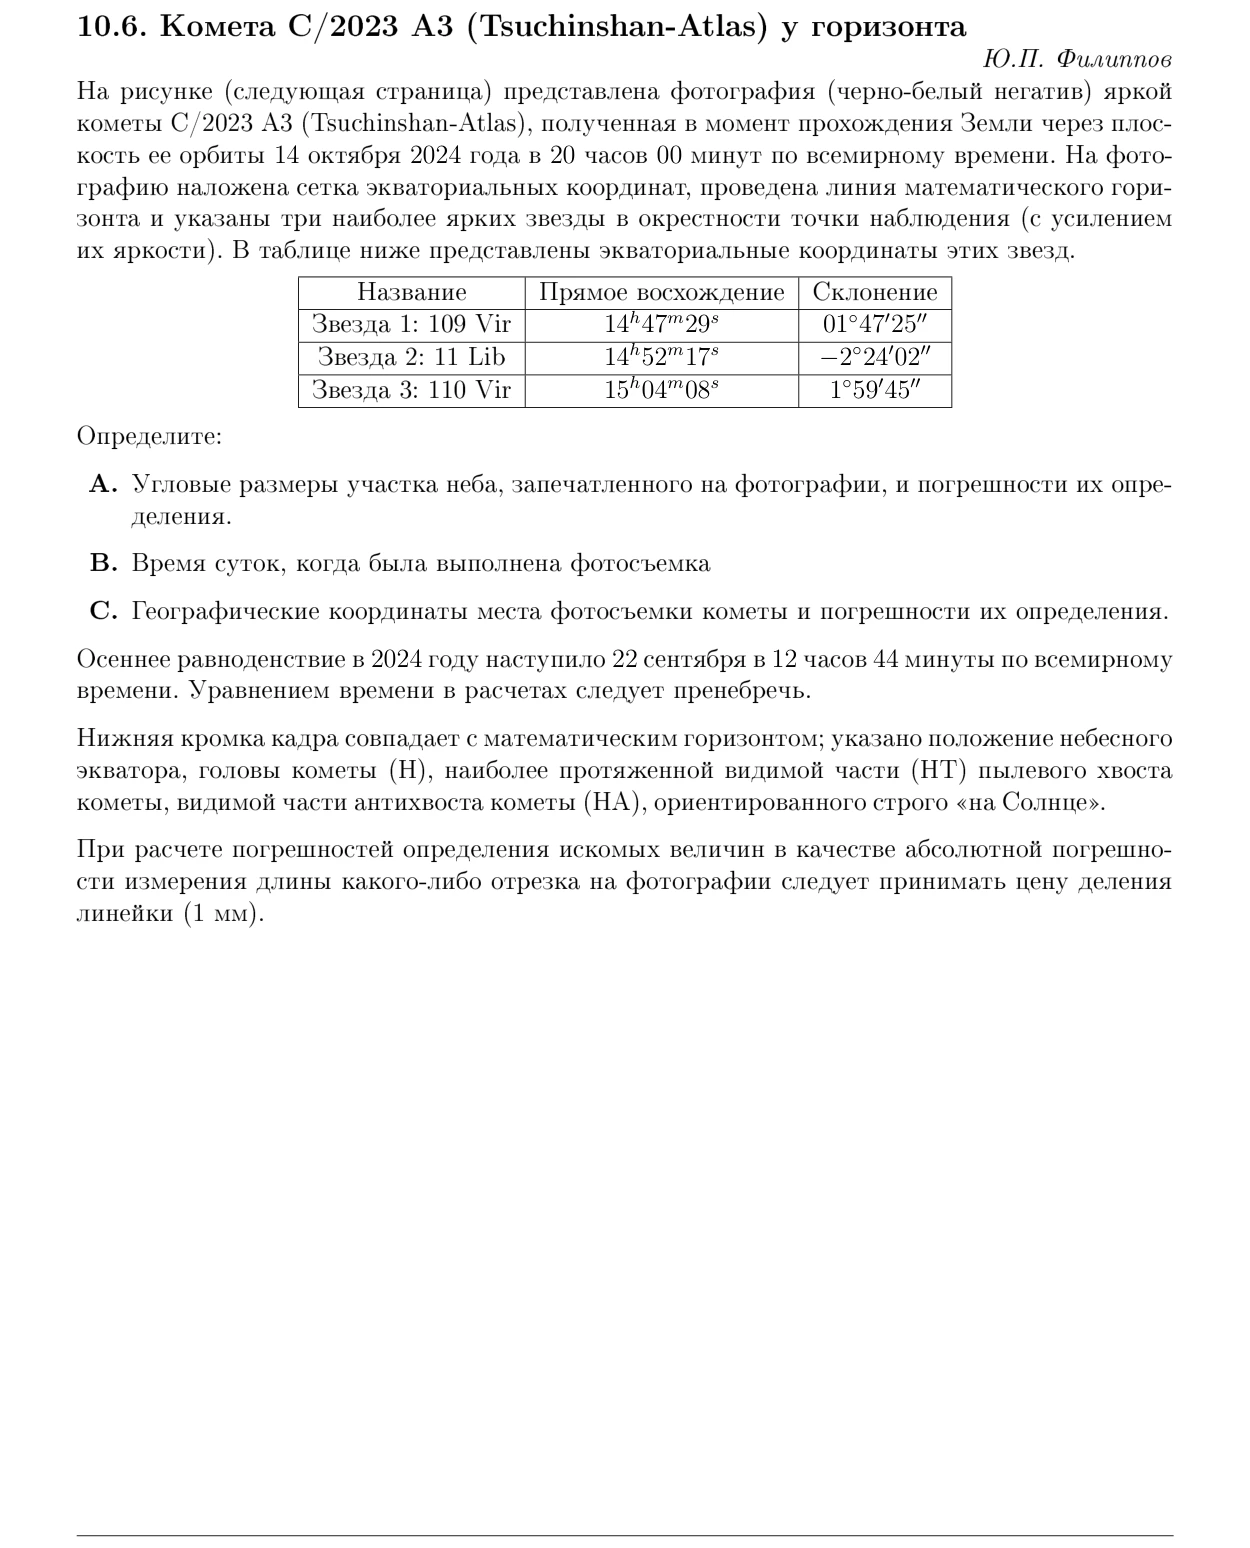 10.6. Комета C/2023 A3 (Tsuchinshan-Atlas) у горизонта
Ю.П. Филиппов
На рисунке (следующая страница) представлена фотография (черно-белый негатив) яркой
кометы C/2023 A3 (Tsuchinshan-Atlas), полученная в момент прохождения Земли через плос-
кость ее орбиты 14 октября 2024 года в 20 часов 00 минут по всемирному времени. На фото-
графию наложена сетка экваториальных координат, проведена линия математического гори-
зонта и указаны три наиболее ярких звезды в окрестности точки наблюдения (с усилением
их яркости). В таблице ниже представлены экваториальные координаты этих звезд.
Название Прямое восхождение Склонение
Звезда 1: 109 Vir 14ʰ47ᵐ29ˢ 01°47′25″
Звезда 2: 11 Lib 14ʰ52ᵐ17ˢ −2°24′02″
Звезда 3: 110 Vir 15ʰ04ᵐ08ˢ 1°59′45″
Определите:
A. Угловые размеры участка неба, запечатленного на фотографии, и погрешности их опре-
деления.
B. Время суток, когда была выполнена фотосъемка
C. Географические координаты места фотосъемки кометы и погрешности их определения.
Осеннее равноденствие в 2024 году наступило 22 сентября в 12 часов 44 минуты по всемирному
времени. Уравнением времени в расчетах следует пренебречь.
Нижняя кромка кадра совпадает с математическим горизонтом; указано положение небесного
экватора, головы кометы (H), наиболее протяженной видимой части (HT) пылевого хвоста
кометы, видимой части антихвоста кометы (HA), ориентированного строго «на Солнце».
При расчете погрешностей определения искомых величин в качестве абсолютной погрешно-
сти измерения длины какого-либо отрезка на фотографии следует принимать цену деления
линейки (1 мм).